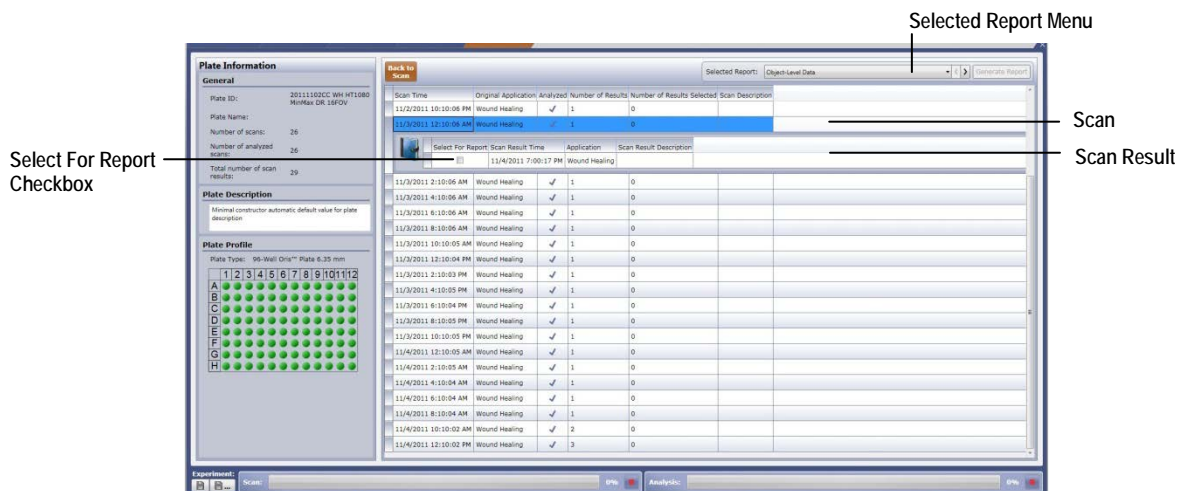 Selected Report Menu
Plate Information
General
Plate ID: 20111102CC WH HT1080 MinMax DR 16FOV
Plate Name:
Number of scans: 26
Number of analyzed scans: 26
Total number of scan results: 29
Plate Description
Minimal constructor automatic default value for plate description
Plate Profile
Plate Type: 96-Well Oris™ Plate 6.35 mm
1 2 3 4 5 6 7 8 9 10 11 12
A
B
C
D
E
F
G
H
Select For Report Checkbox
Back to Scan
Selected Report: Object-Level Data < > Generate Report
Scan Time Original Application Analyzed Number of Results Number of Results Selected Scan Description
11/2/2011 10:10:06 PM Wound Healing ✓ 1 0
11/3/2011 12:10:06 AM Wound Healing ✓ 1 0
Scan
Select For Report Scan Result Time Application Scan Result Description
11/4/2011 7:00:17 PM Wound Healing
Scan Result
11/3/2011 2:10:06 AM Wound Healing ✓ 1 0
11/3/2011 4:10:06 AM Wound Healing ✓ 1 0
11/3/2011 6:10:06 AM Wound Healing ✓ 1 0
11/3/2011 8:10:06 AM Wound Healing ✓ 1 0
11/3/2011 10:10:05 AM Wound Healing ✓ 1 0
11/3/2011 12:10:04 PM Wound Healing ✓ 1 0
11/3/2011 2:10:03 PM Wound Healing ✓ 1 0
11/3/2011 4:10:05 PM Wound Healing ✓ 1 0
11/3/2011 6:10:04 PM Wound Healing ✓ 1 0
11/3/2011 8:10:05 PM Wound Healing ✓ 1 0
11/3/2011 10:10:05 PM Wound Healing ✓ 1 0
11/4/2011 12:10:05 AM Wound Healing ✓ 1 0
11/4/2011 2:10:05 AM Wound Healing ✓ 1 0
11/4/2011 4:10:04 AM Wound Healing ✓ 1 0
11/4/2011 6:10:04 AM Wound Healing ✓ 1 0
11/4/2011 8:10:04 AM Wound Healing ✓ 1 0
11/4/2011 10:10:02 AM Wound Healing ✓ 2 0
11/4/2011 12:10:02 PM Wound Healing ✓ 3 0
Experiment:
Scan: 0% Analysis: 0%